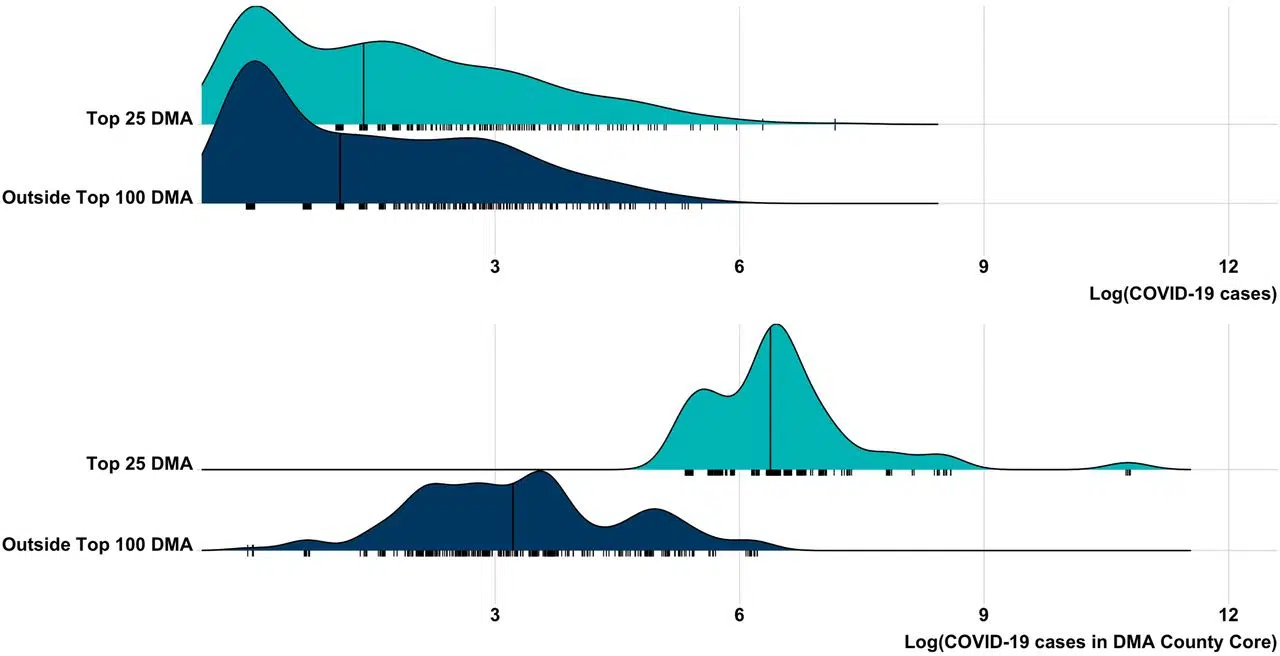 Top 25 DMA
Outside Top 100 DMA
3 6 9 12
Log(COVID-19 cases)
Top 25 DMA
Outside Top 100 DMA
3 6 9 12
Log(COVID-19 cases in DMA County Core)